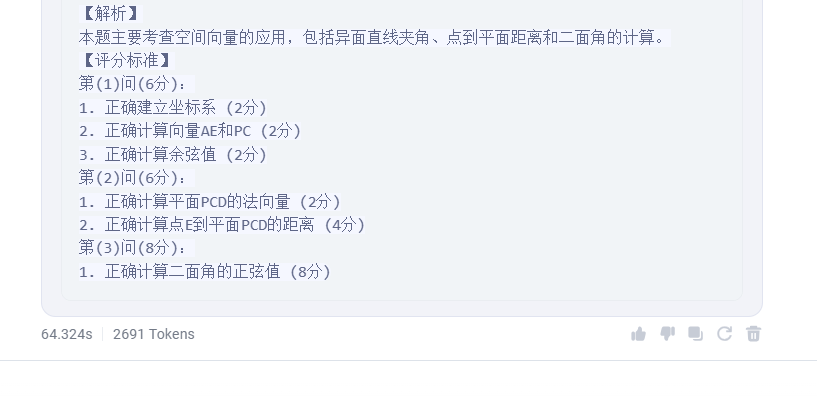 【解析】
本题主要考查空间向量的应用，包括异面直线夹角、点到平面距离和二面角的计算。
【评分标准】
第(1)问(6分)：
1. 正确建立坐标系 (2分)
2. 正确计算向量AE和PC (2分)
3. 正确计算余弦值 (2分)
第(2)问(6分)：
1. 正确计算平面PCD的法向量 (2分)
2. 正确计算点E到平面PCD的距离 (4分)
第(3)问(8分)：
1. 正确计算二面角的正弦值 (8分)
64.324s 2691 Tokens